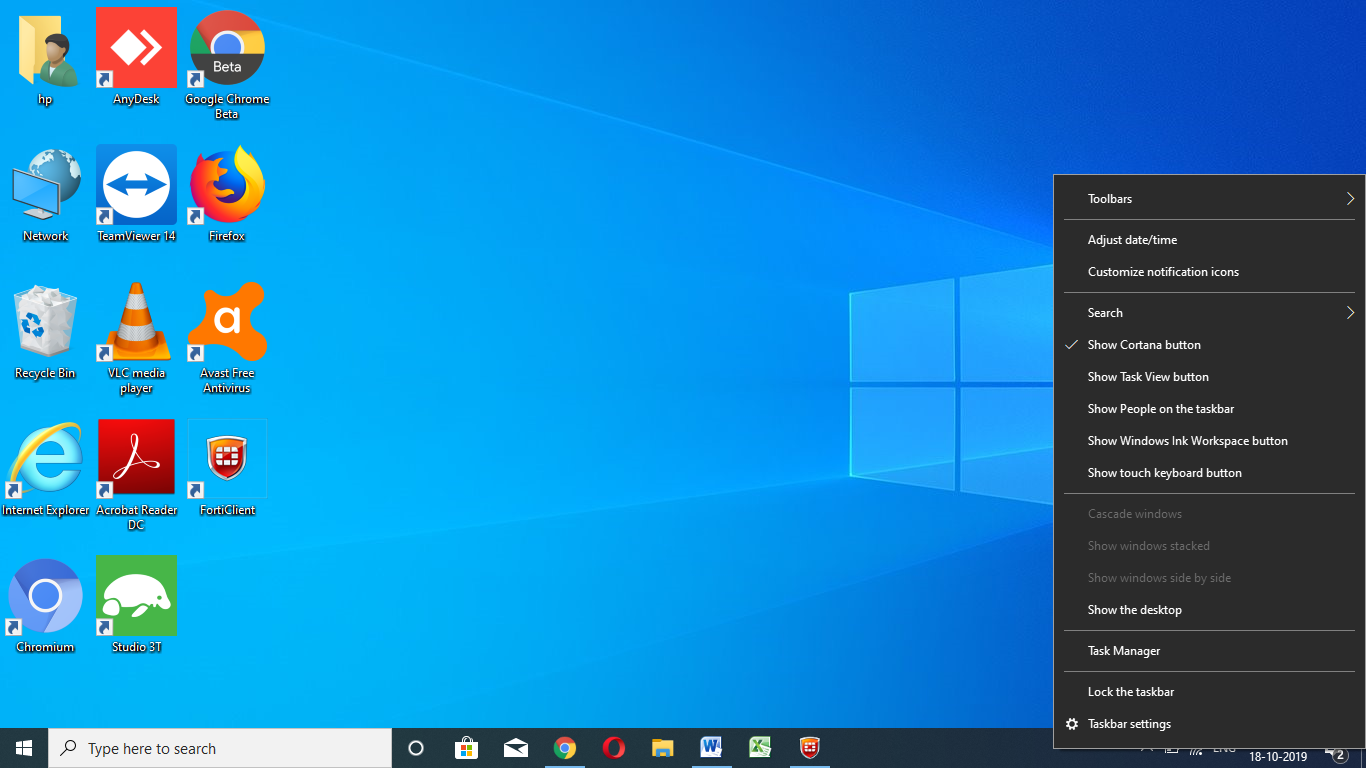 hp
AnyDesk
Beta
Google Chrome
Beta
Network
TeamViewer 14
Firefox
Recycle Bin
VLC media
player
a
Avast Free
Antivirus
Internet Explorer
Acrobat Reader
DC
FortiClient
Chromium
Studio 3T
Toolbars
Adjust date/time
Customize notification icons
Search
Show Cortana button
Show Task View button
Show People on the taskbar
Show Windows Ink Workspace button
Show touch keyboard button
Cascade windows
Show windows stacked
Show windows side by side
Show the desktop
Task Manager
Lock the taskbar
Taskbar settings
Type here to search
ENG
18-10-2019
2